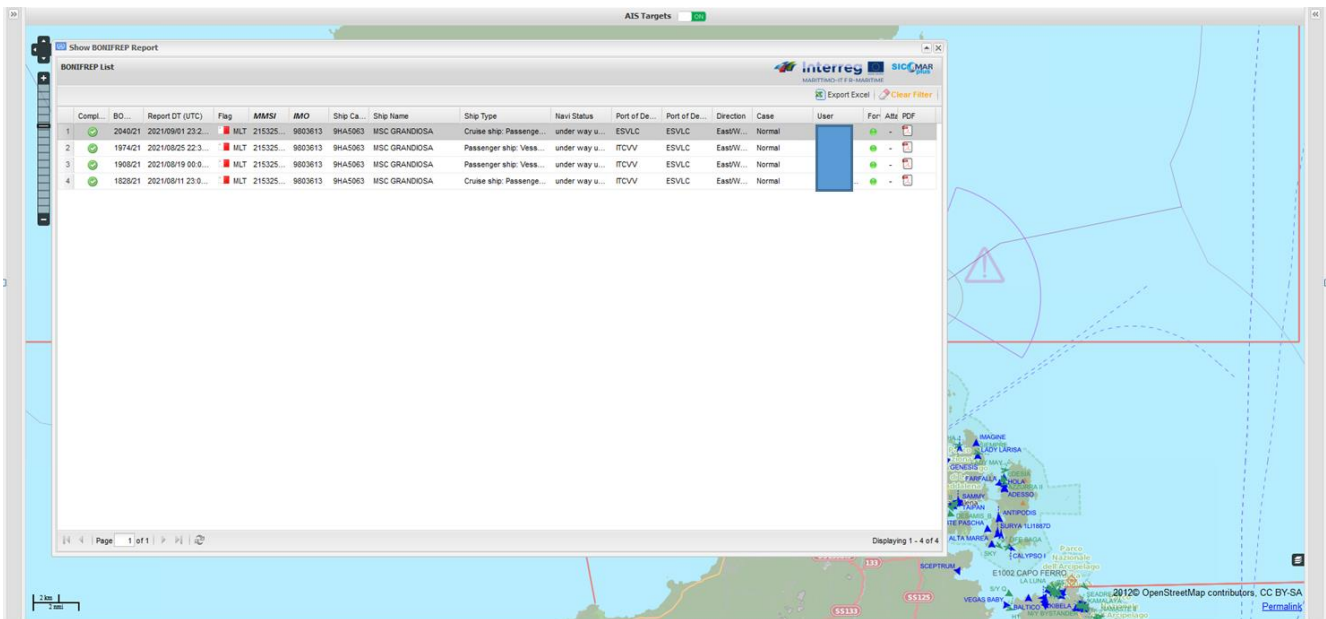 AIS Targets ON
Show BONIFREP Report
BONIFREP List
Interreg
MARITTIMO-IT FR-MARITIME
SICOMAR plus
Export Excel Clear Filter
Compl... BO... Report DT (UTC) Flag MMSI IMO Ship Ca... Ship Name Ship Type Navi Status Port of De... Port of De... Direction Case User For Atta PDF
1 2040/21 2021/09/01 23:2... MLT 215325... 9803613 9HA5063 MSC GRANDIOSA Cruise ship: Passenge... under way u... ESVLC ESVLC East/W... Normal -
2 1974/21 2021/08/25 22:3... MLT 215325... 9803613 9HA5063 MSC GRANDIOSA Passenger ship: Vess... under way u... ITCVV ESVLC East/W... Normal -
3 1908/21 2021/08/19 00:0... MLT 215325... 9803613 9HA5063 MSC GRANDIOSA Passenger ship: Vess... under way u... ITCVV ESVLC East/W... Normal -
4 1828/21 2021/08/11 23:0... MLT 215325... 9803613 9HA5063 MSC GRANDIOSA Cruise ship: Passenge... under way u... ITCVV ESVLC East/W... Normal ... -
IMAGINE
LADY LARISA
GENESIS
FARFALLA
HOLA
ADESSO
SAMMY
TAIPAN
ANTIPODIS
SURYA 1LI1887D
ALTA MAREA
SKY
CALYPSO I
Page 1 of 1
Displaying 1 - 4 of 4
133
SCEPTRUM
Parco
Nazionale
dell'Arcipelago
E1002 CAPO FERRO
LA LUNA
S/Y Q
SS125
VEGAS BABY
BALTICO
SS133
2 km
2 nmi
2012© OpenStreetMap contributors, CC BY-SA
Permalink